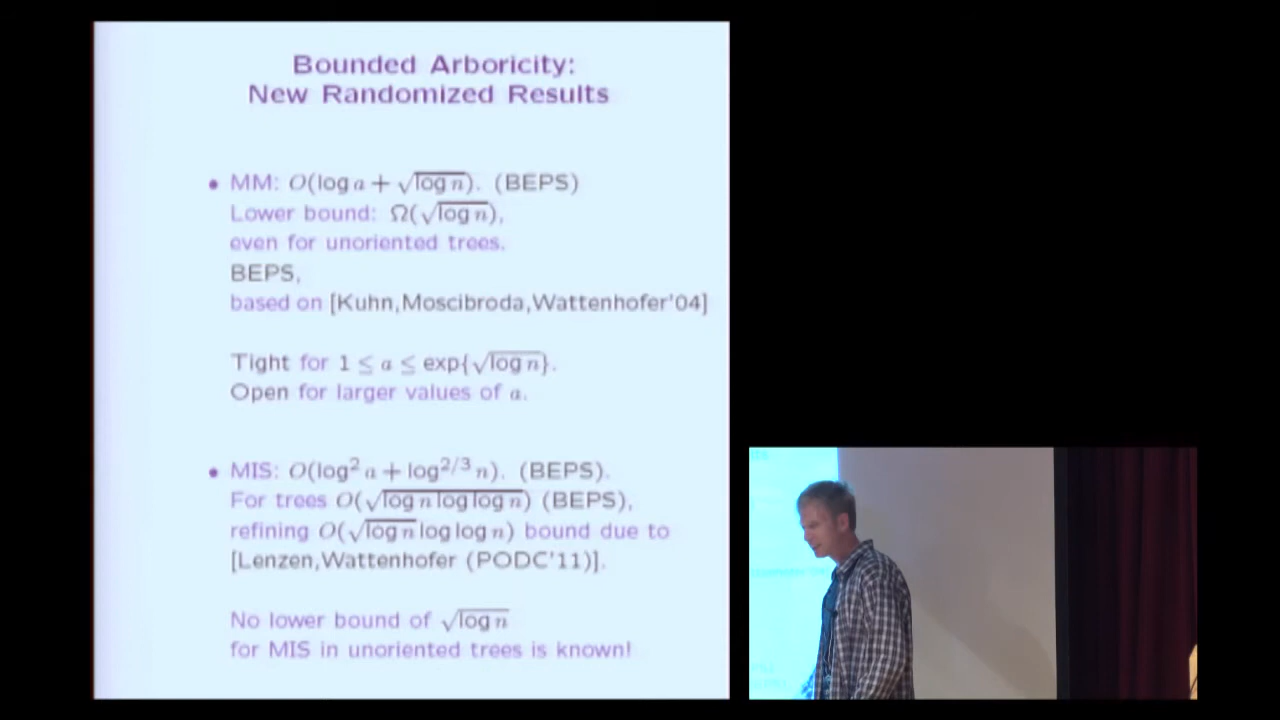 Bounded Arboricity:
New Randomized Results
• MM: O(log a + √log n). (BEPS)
Lower bound: Ω(√log n),
even for unoriented trees.
BEPS,
based on [Kuhn,Moscibroda,Wattenhofer'04]
Tight for 1 ≤ a ≤ exp{√log n}.
Open for larger values of a.
• MIS: O(log² a + log^{2/3} n). (BEPS).
For trees O(√log n log log n) (BEPS),
refining O(√log n log log n) bound due to
[Lenzen,Wattenhofer (PODC'11)].
No lower bound of √log n
for MIS in unoriented trees is known!